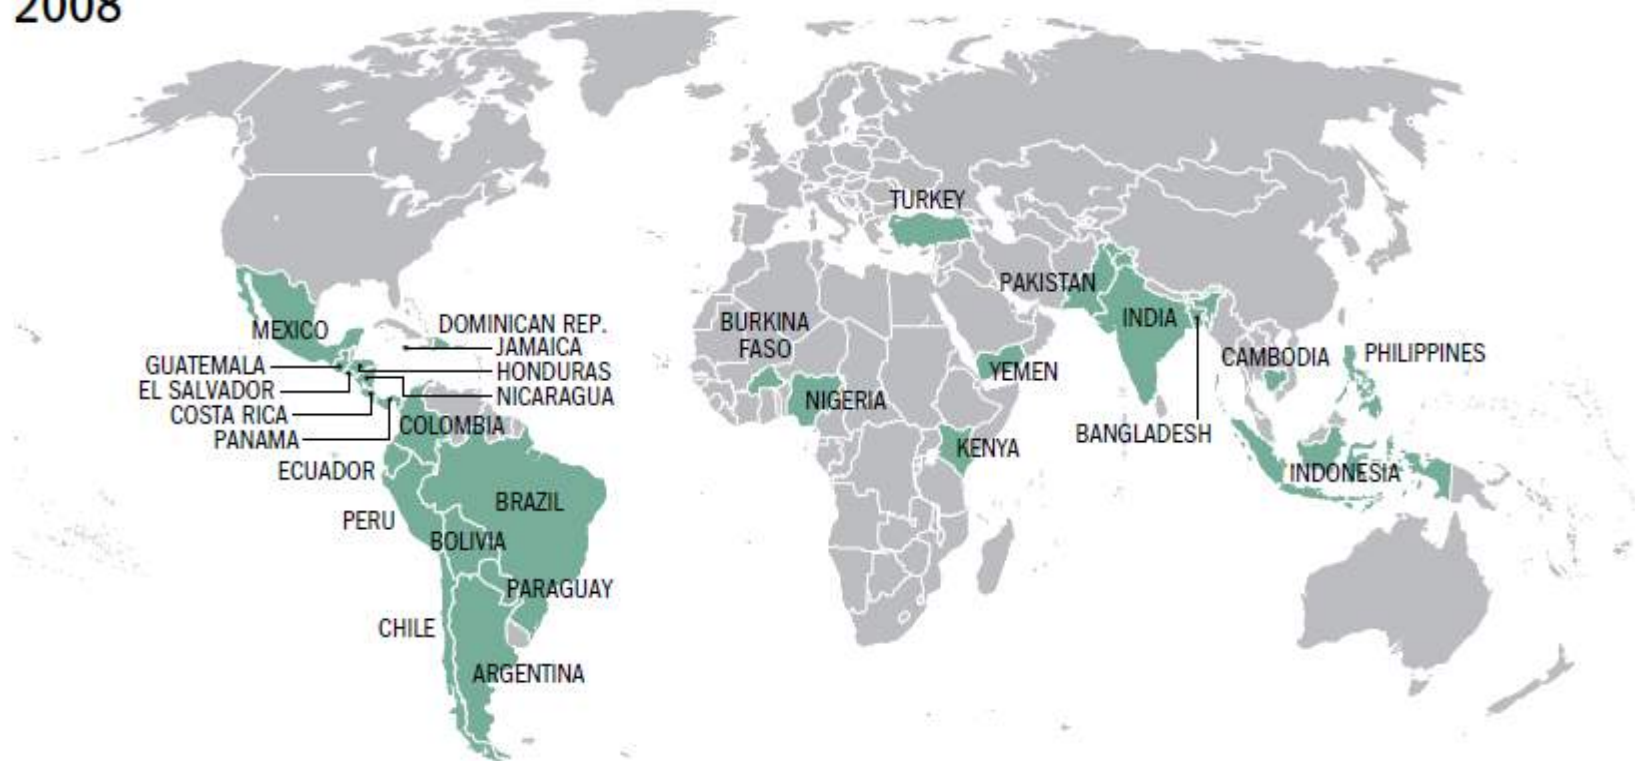 2008
TURKEY
PAKISTAN
MEXICO
DOMINICAN REP.
JAMAICA
GUATEMALA
HONDURAS
EL SALVADOR
NICARAGUA
COSTA RICA
PANAMA
COLOMBIA
ECUADOR
PERU
BRAZIL
BOLIVIA
PARAGUAY
CHILE
ARGENTINA
BURKINA
FASO
NIGERIA
YEMEN
KENYA
INDIA
BANGLADESH
CAMBODIA
PHILIPPINES
INDONESIA